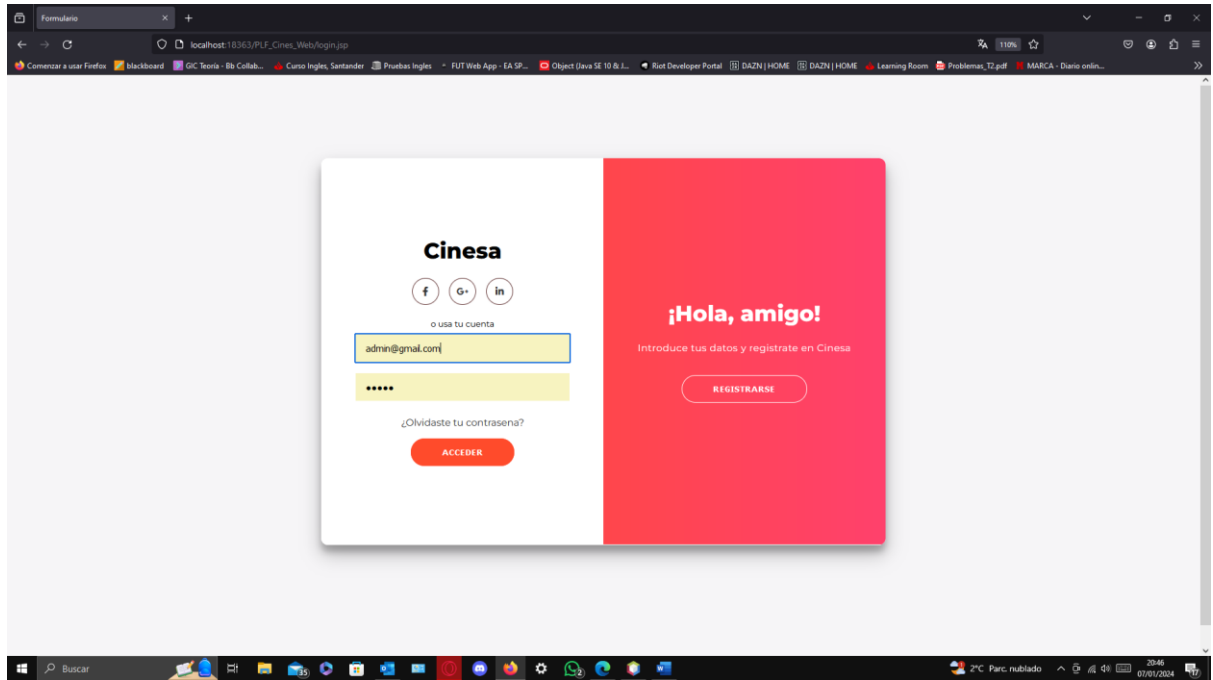 Formulario
localhost:18363/PLF_Cines_Web/login.jsp
110%
Comenzar a usar Firefox blackboard GIC Teoría - Bb Collab... Curso Ingles, Santander Pruebas Ingles FUT Web App - EA SP... Object (Java SE 10 & J... Riot Developer Portal DAZN | HOME DAZN | HOME Learning Room Problemas_T2.pdf MARCA - Diario onlin...
Cinesa
f G+ in
o usa tu cuenta
admin@gmail.com
•••••
¿Olvidaste tu contrasena?
ACCEDER
¡Hola, amigo!
Introduce tus datos y registrate en Cinesa
REGISTRARSE
Buscar
35
2
2°C Parc. nublado
20:46
07/01/2024
17